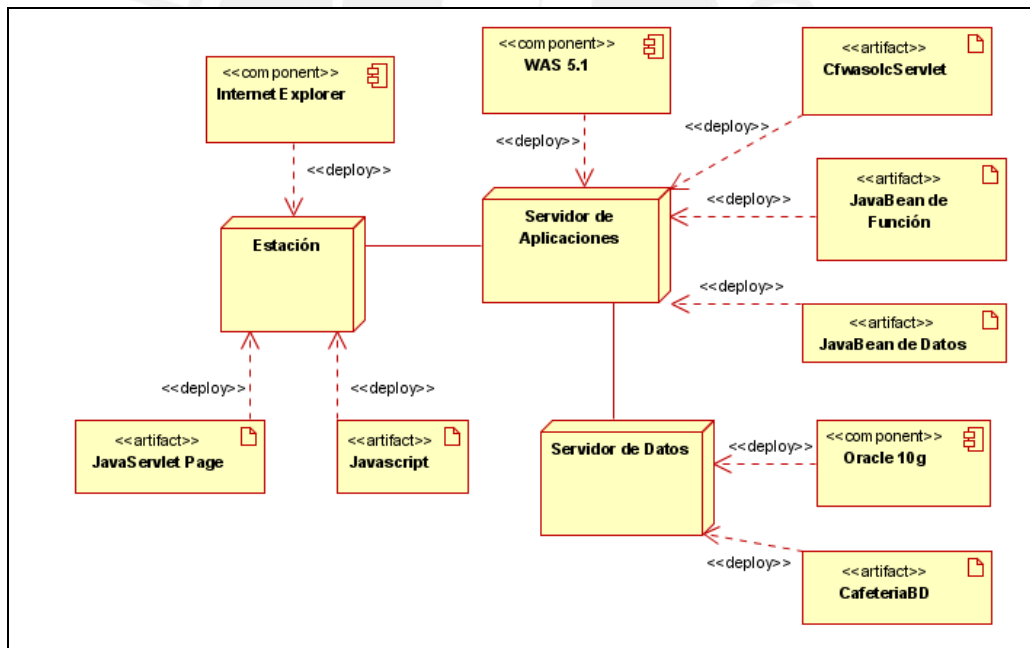 <<component>>
WAS 5.1
<<artifact>>
CfwasolcServlet
<<component>>
Internet Explorer
<<deploy>>
<<deploy>>
<<deploy>>
<<artifact>>
JavaBean de
Función
<<deploy>>
Servidor de
Aplicaciones
Estación
<<deploy>>
<<artifact>>
JavaBean de Datos
<<deploy>>
<<deploy>>
<<artifact>>
JavaServlet Page
<<artifact>>
Javascript
Servidor de Datos
<<deploy>>
<<component>>
Oracle 10g
<<deploy>>
<<artifact>>
CafeteriaBD